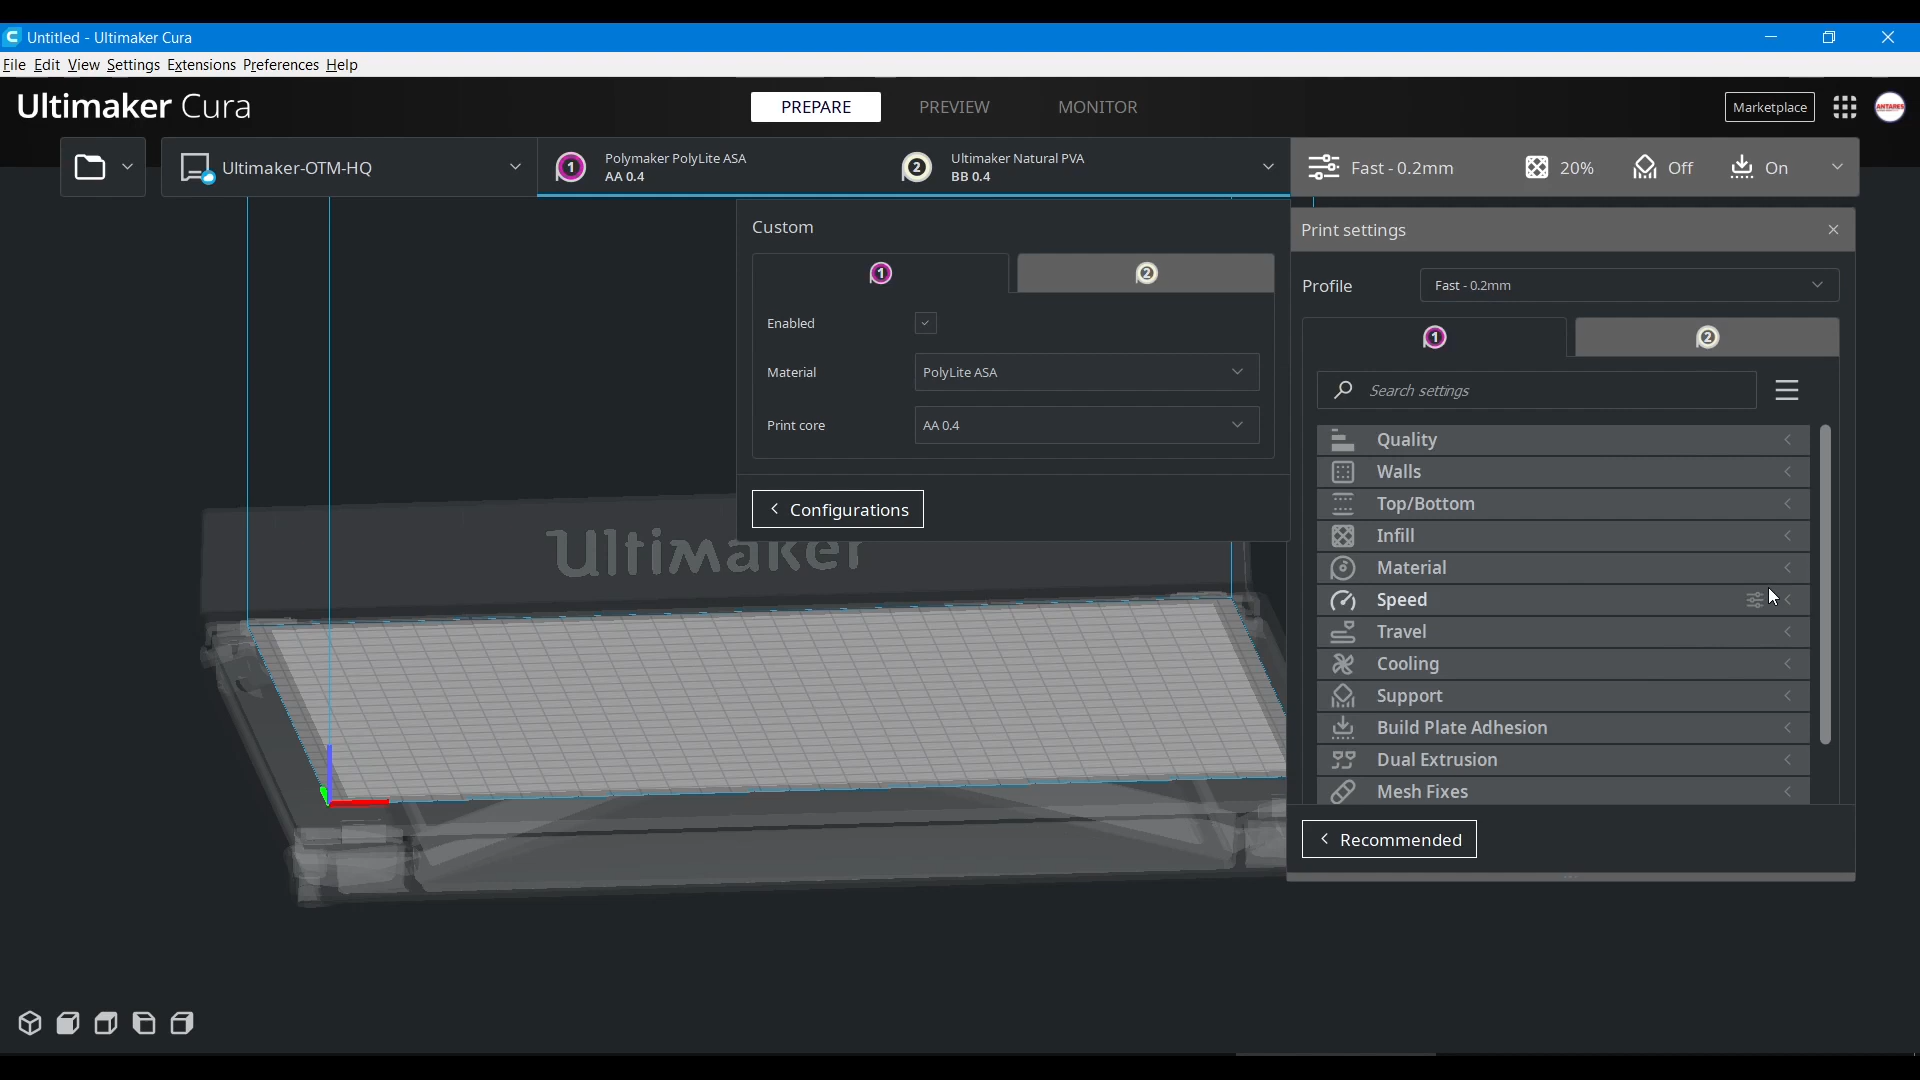 Untitled - Ultimaker Cura
File Edit View Settings Extensions Preferences Help
Ultimaker Cura
PREPARE
PREVIEW
MONITOR
Marketplace
ANTARES
Ultimaker-OTM-HQ
1
Polymaker PolyLite ASA
AA 0.4
2
Ultimaker Natural PVA
BB 0.4
Fast - 0.2mm
20%
Off
On
Custom
1
2
Enabled
Material
PolyLite ASA
Print core
AA 0.4
Configurations
Print settings
Profile
Fast - 0.2mm
1
2
Search settings
Quality
Walls
Top/Bottom
Infill
Material
Speed
Travel
Cooling
Support
Build Plate Adhesion
Dual Extrusion
Mesh Fixes
Recommended
Ultimaker